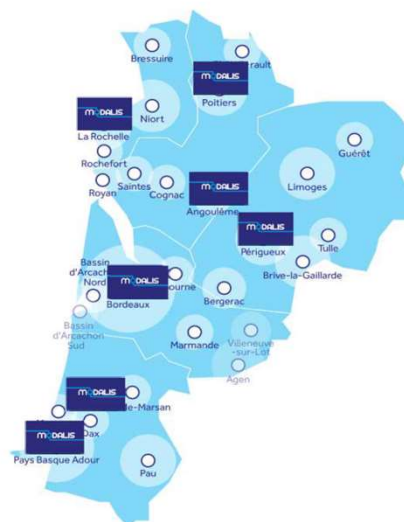 Bressuire
érault
MODALIS
Poitiers
MODALIS
Niort
La Rochelle
Guéret
Rochefort
Saintes
Cognac
Limoges
Royan
MODALIS
Angoulême
MODALIS
Périgueux
Tulle
Brive-la-Gaillarde
Bassin
d'Arcachon
Nord
MODALIS
ourne
Bordeaux
Bergerac
Bassin
d'Arcachon
Sud
Marmande
Villeneuve
-sur-Lot
Agen
MODALIS
de-Marsan
Dax
MODALIS
Pays Basque Adour
Pau